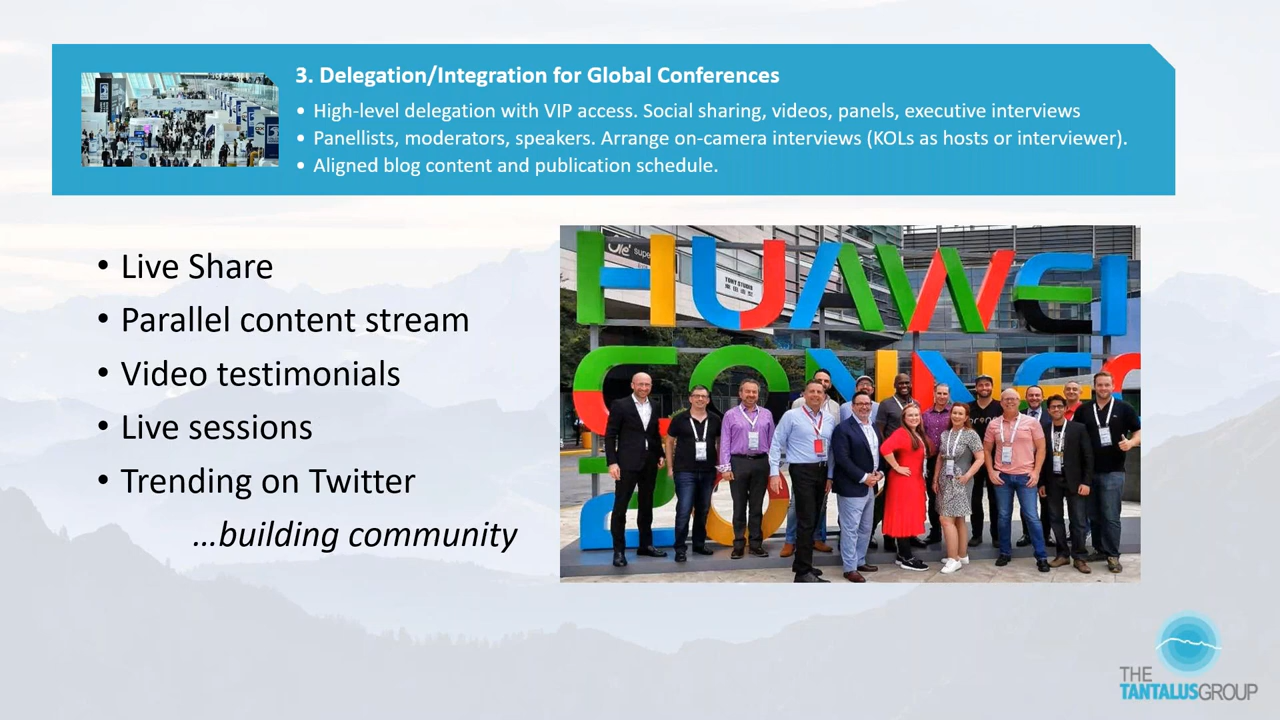 3. Delegation/Integration for Global Conferences
• High-level delegation with VIP access. Social sharing, videos, panels, executive interviews
• Panellists, moderators, speakers. Arrange on-camera interviews (KOLs as hosts or interviewer).
• Aligned blog content and publication schedule.
• Live Share
• Parallel content stream
• Video testimonials
• Live sessions
• Trending on Twitter
...building community
HUAWEI
CONNEC
20
THE
TANTALUSGROUP